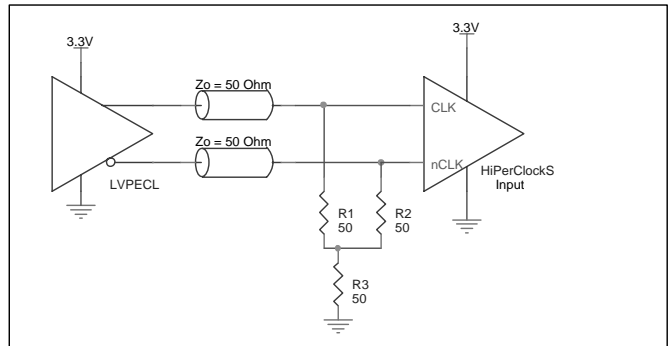 3.3V
3.3V
Zo = 50 Ohm
CLK
Zo = 50 Ohm
nCLK
HiPerClockS
Input
LVPECL
R1
50
R2
50
R3
50